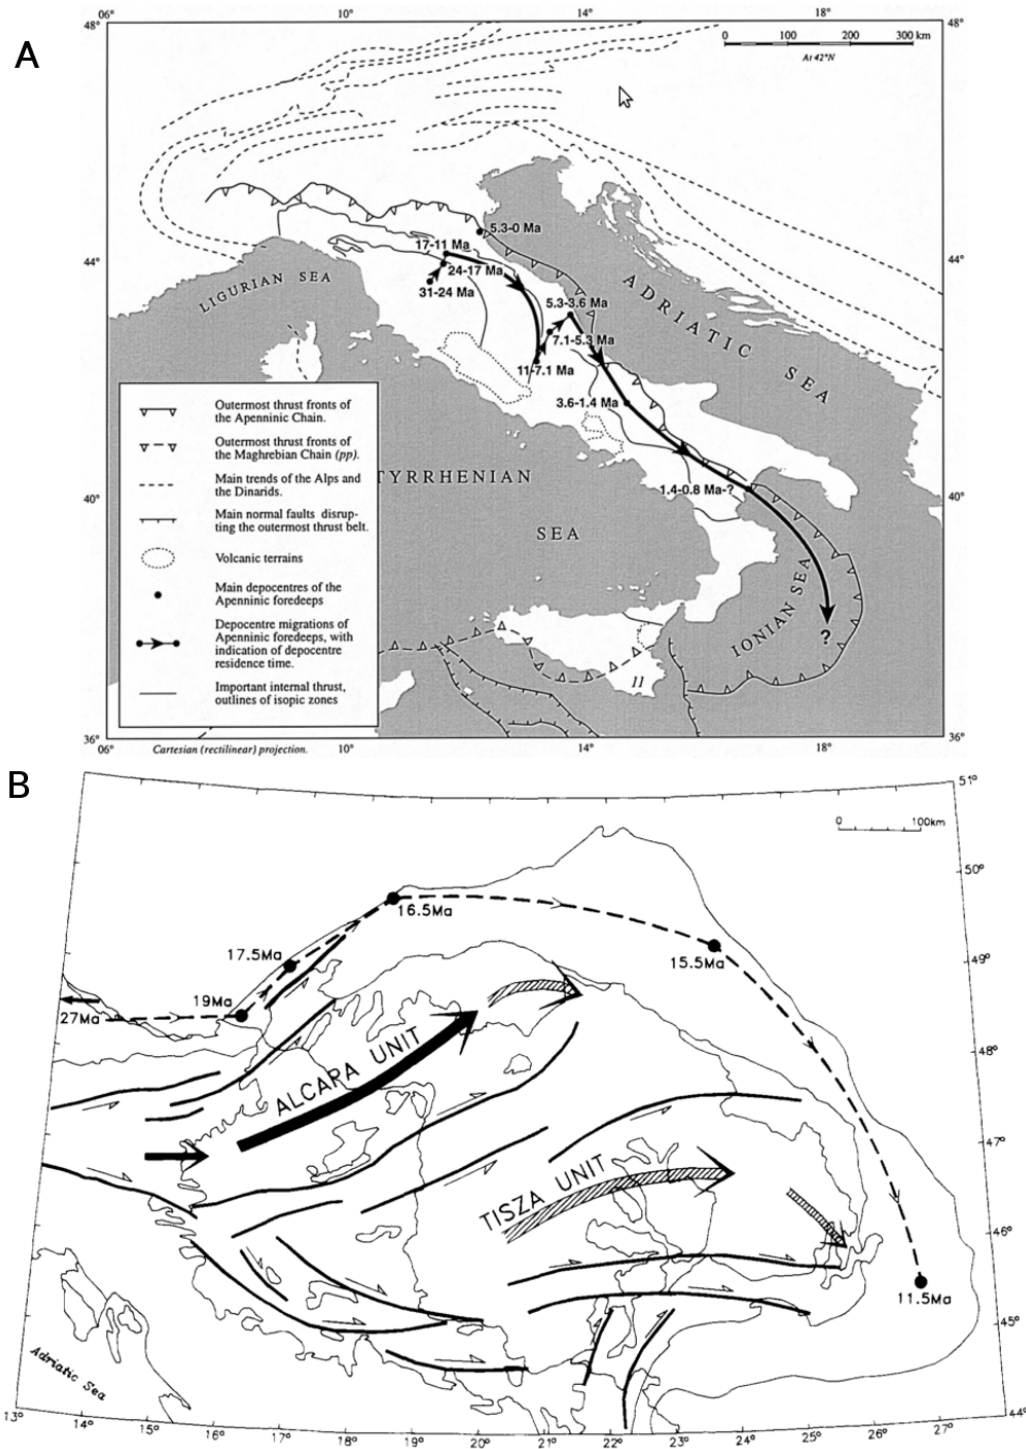 A
06°
10°
14°
18°
48°
48°
0 100 200 300 km
At 42°N
44°
44°
LIGURIAN SEA
ADRIATIC SEA
17-11 Ma
5.3-0 Ma
24-17 Ma
31-24 Ma
5.3-3.6 Ma
7.1-5.3 Ma
11-7.1 Ma
3.6-1.4 Ma
1.4-0.8 Ma-?
TYRRHENIAN
SEA
IONIAN SEA
?
11
40°
40°
Outermost thrust fronts of
the Apenninic Chain.
Outermost thrust fronts of
the Maghrebian Chain (pp).
Main trends of the Alps and
the Dinarids.
Main normal faults disrup-
ting the outermost thrust belt.
Volcanic terrains
Main depocentres of the
Apenninic foredeeps
Depocentre migrations of
Apenninic foredeeps, with
indication of depocentre
residence time.
Important internal thrust,
outlines of isopic zones
36°
36°
06°
10°
14°
18°
Cartesian (rectilinear) projection.
B
51°
0 100km
50°
16.5Ma
17.5Ma
15.5Ma
49°
19Ma
27Ma
48°
ALCAPA UNIT
47°
TISZA UNIT
46°
11.5Ma
45°
Adriatic Sea
44°
13°
14°
15°
16°
17°
18°
19°
20°
21°
22°
23°
24°
25°
26°
27°